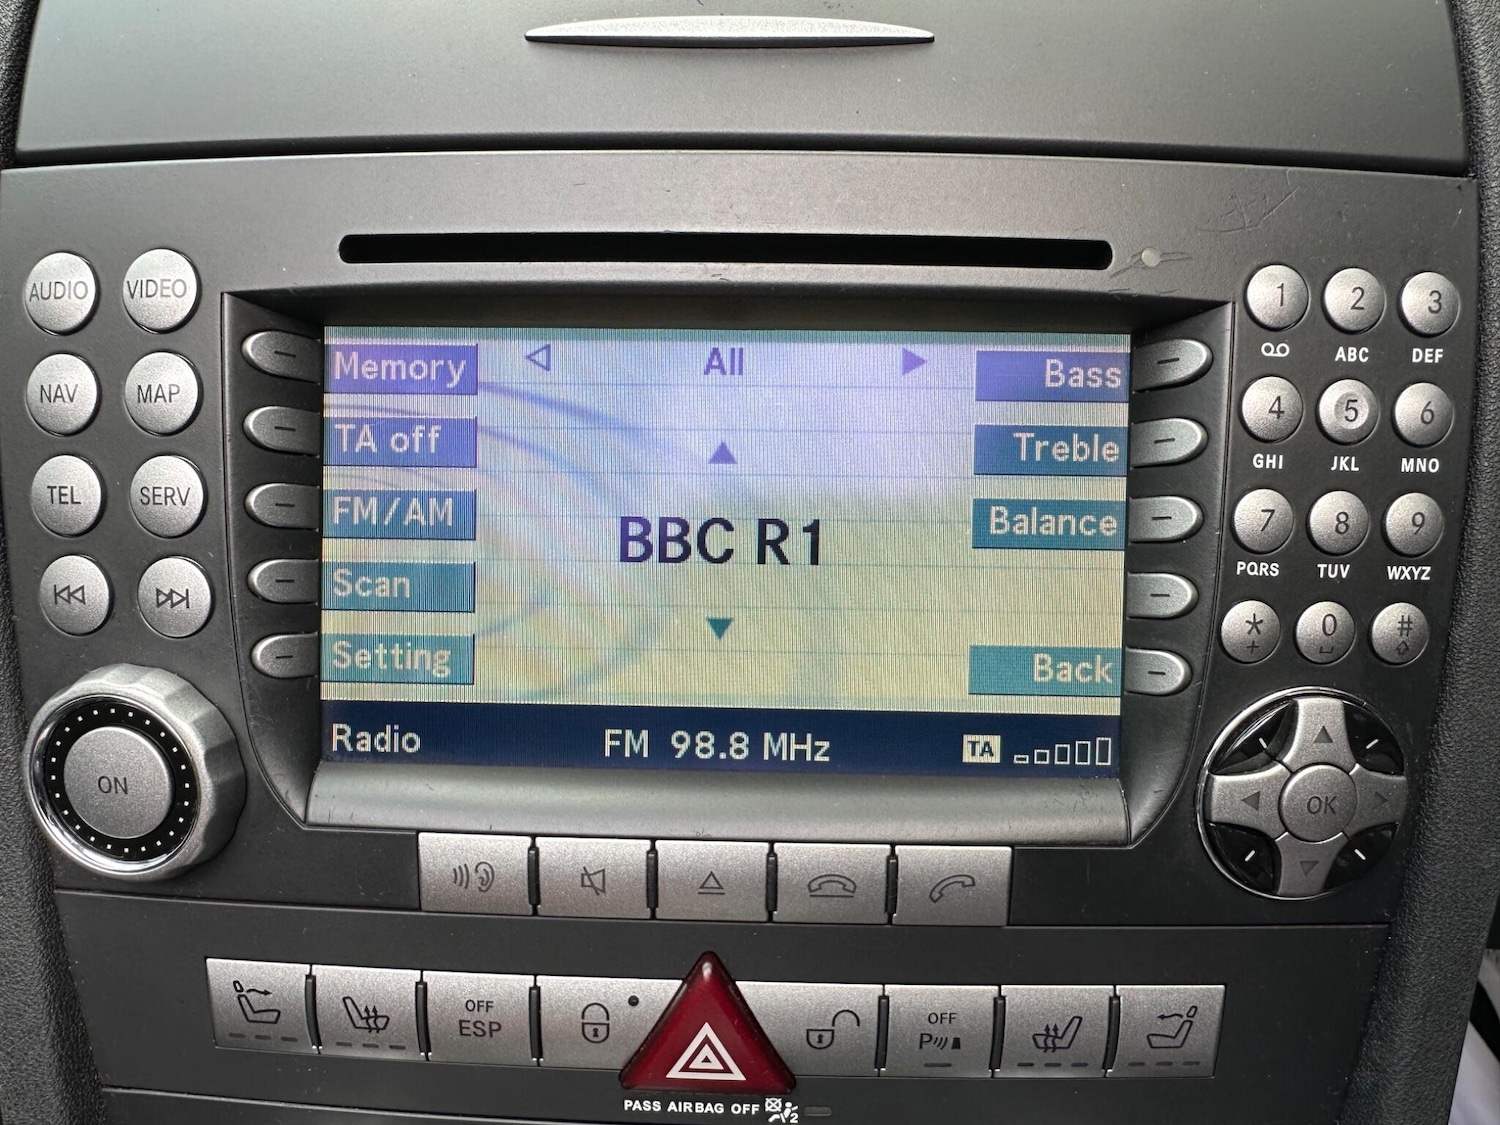 AUDIO VIDEO
NAV MAP
TEL SERV
ON
Memory
TA off
FM/AM
Scan
Setting
All
BBC R1
Bass
Treble
Balance
Back
Radio FM 98.8 MHz TA
1 2 3
ABC DEF
4 5 6
GHI JKL MNO
7 8 9
PQRS TUV WXYZ
* 0 #
+
OK
OFF
ESP
OFF
P
PASS AIRBAG OFF
2